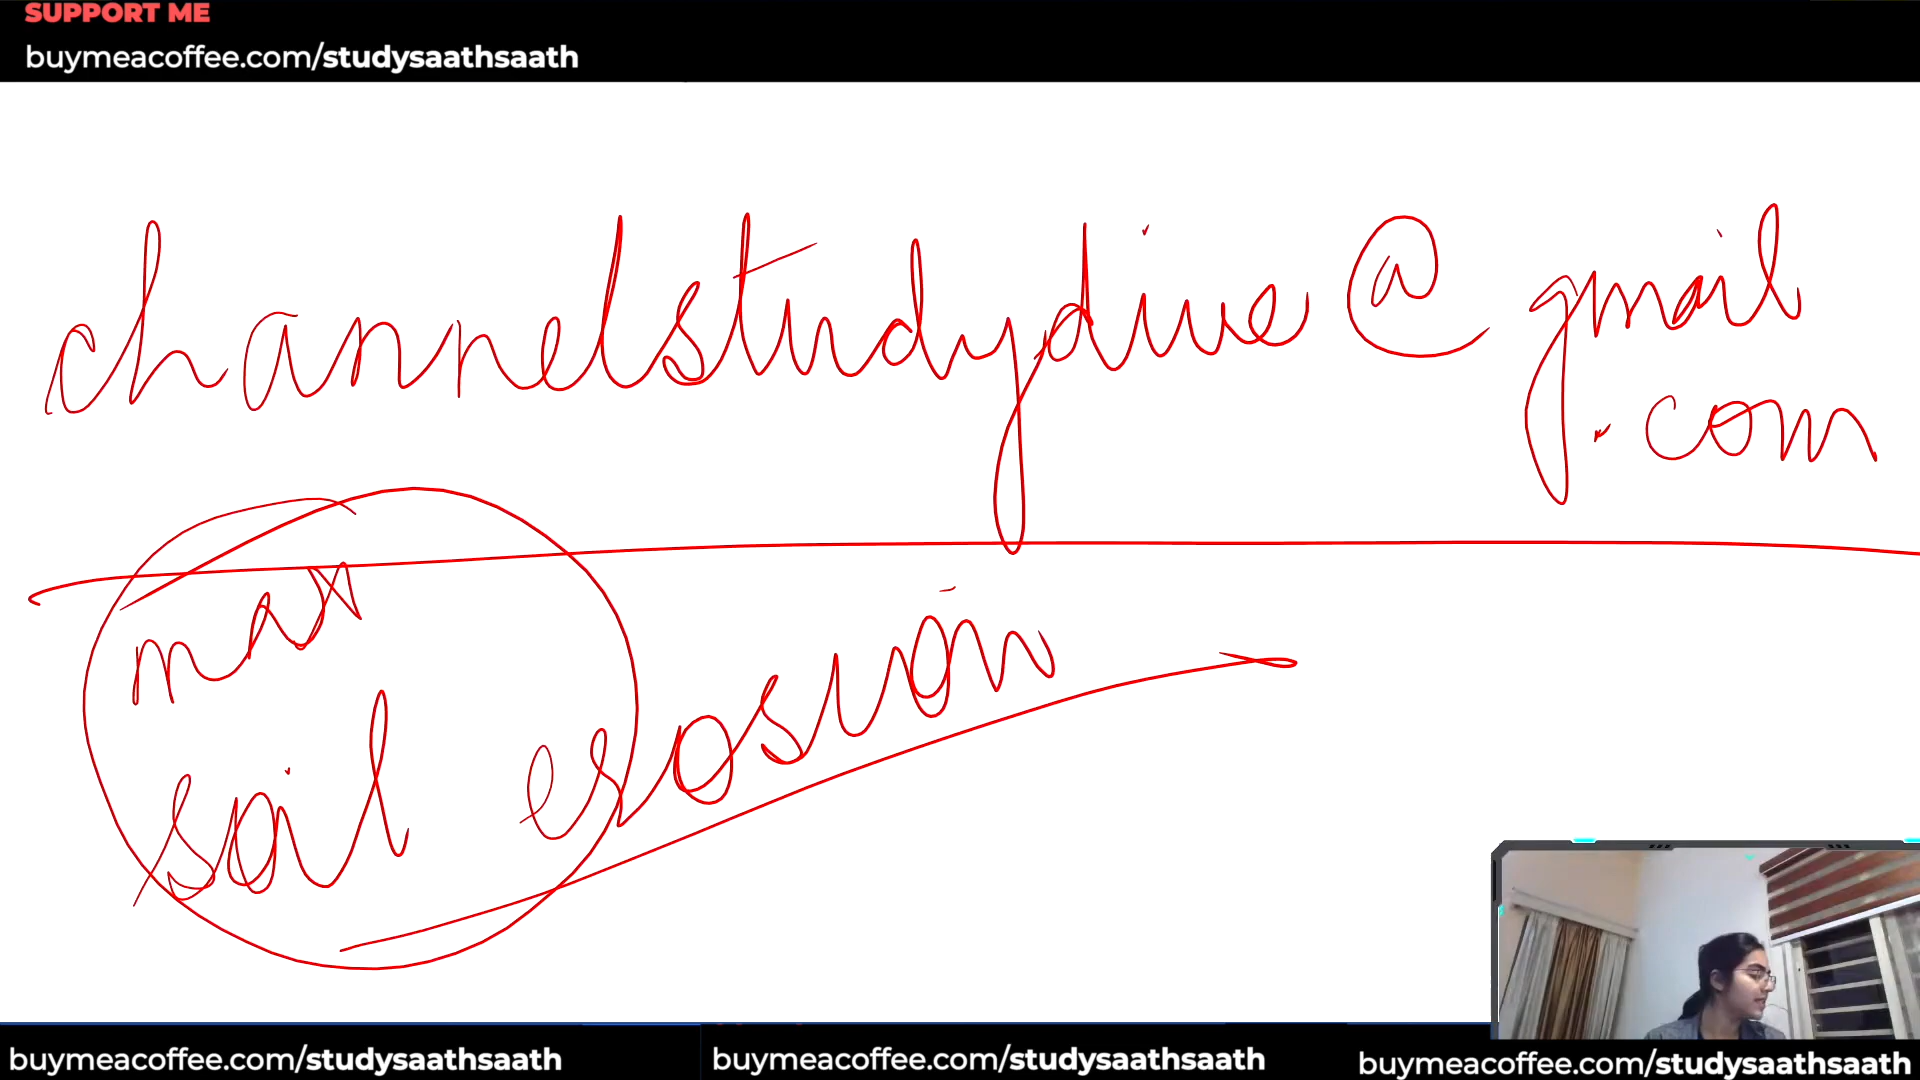 SUPPORT ME
buymeacoffee.com/studysaathsaath
channelstudydive@gmail
.com
max
soil erosion
buymeacoffee.com/studysaathsaath
buymeacoffee.com/studysaathsaath
buymeacoffee.com/studysaathsaath